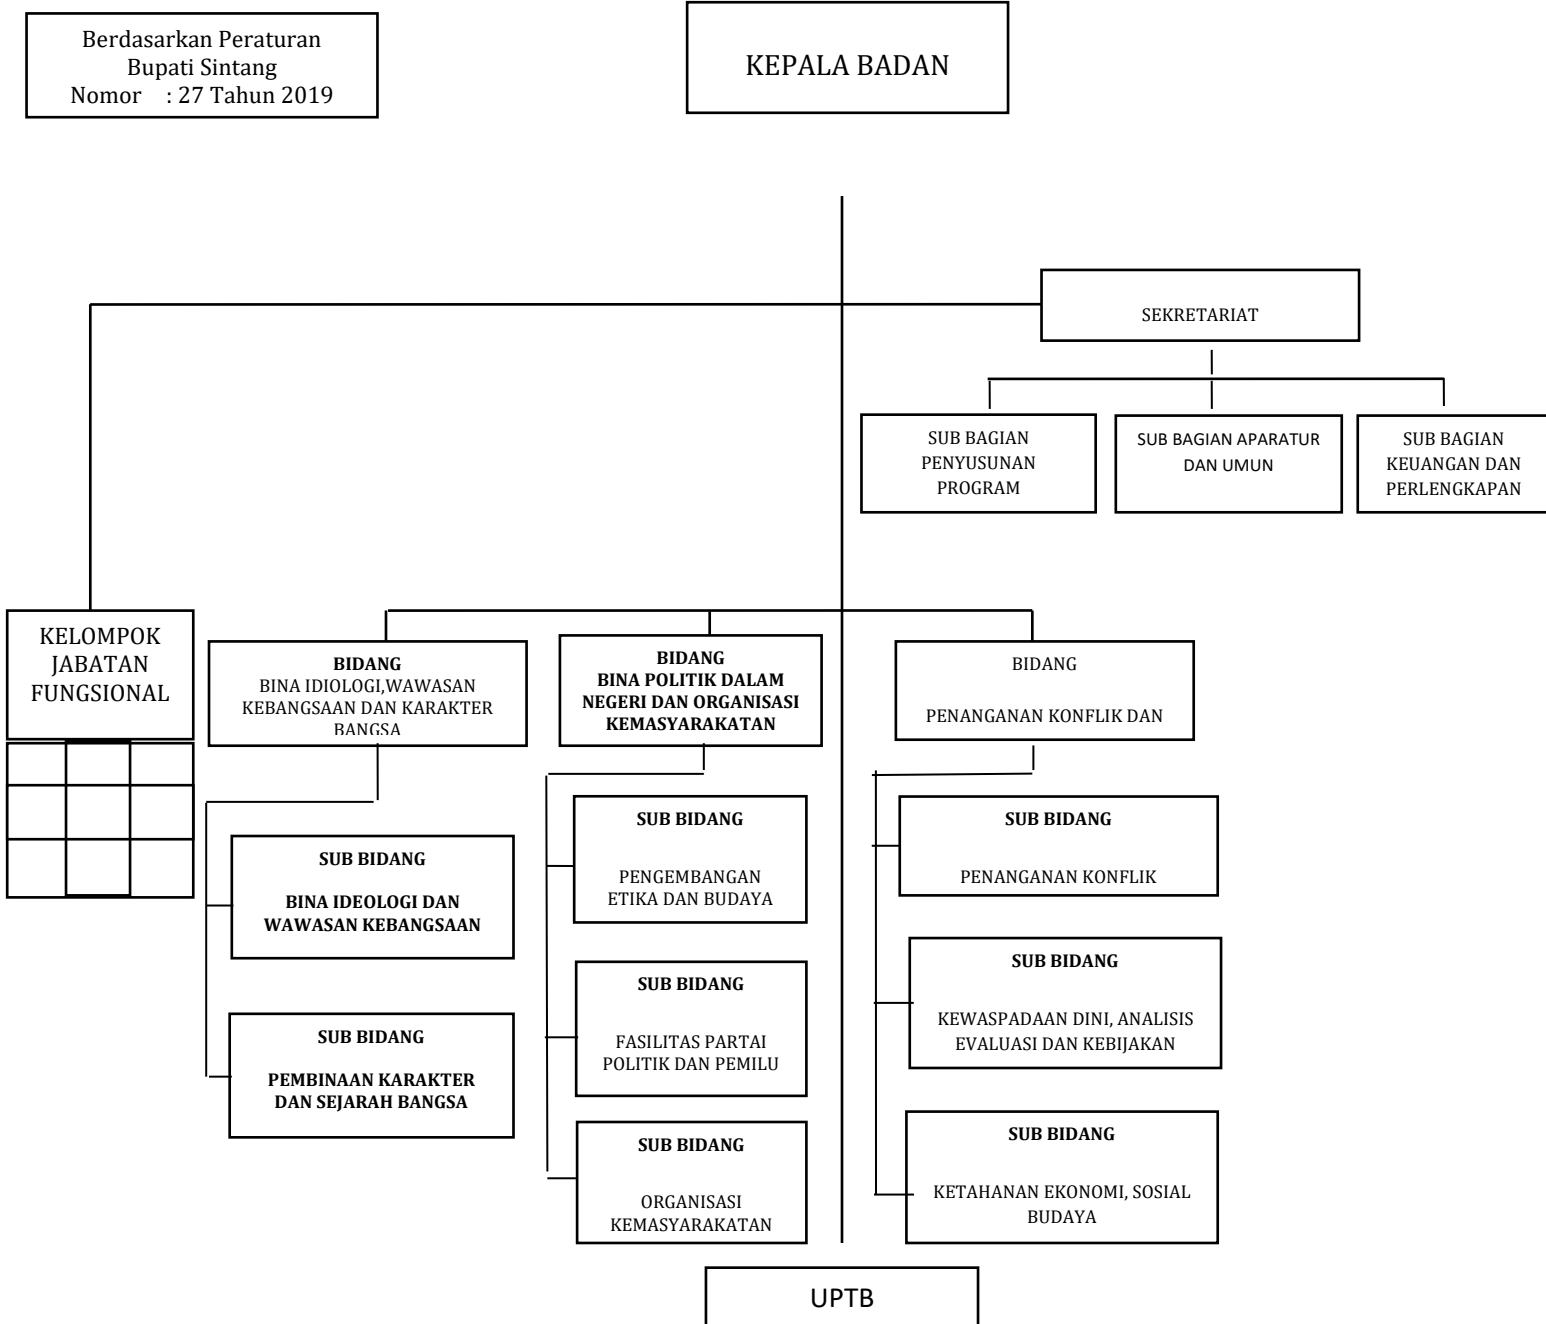 Berdasarkan Peraturan
Bupati Sintang
Nomor : 27 Tahun 2019
KEPALA BADAN
SEKRETARIAT
SUB BAGIAN
PENYUSUNAN
PROGRAM
SUB BAGIAN APARATUR
DAN UMUN
SUB BAGIAN
KEUANGAN DAN
PERLENGKAPAN
KELOMPOK
JABATAN
FUNGSIONAL
BIDANG
BINA IDIOLOGI,WAWASAN
KEBANGSAAN DAN KARAKTER
BANGSA
BIDANG
BINA POLITIK DALAM
NEGERI DAN ORGANISASI
KEMASYARAKATAN
BIDANG
PENANGANAN KONFLIK DAN
SUB BIDANG
BINA IDEOLOGI DAN
WAWASAN KEBANGSAAN
SUB BIDANG
PEMBINAAN KARAKTER
DAN SEJARAH BANGSA
SUB BIDANG
PENGEMBANGAN
ETIKA DAN BUDAYA
SUB BIDANG
FASILITAS PARTAI
POLITIK DAN PEMILU
SUB BIDANG
ORGANISASI
KEMASYARAKATAN
SUB BIDANG
PENANGANAN KONFLIK
SUB BIDANG
KEWASPADAAN DINI, ANALISIS
EVALUASI DAN KEBIJAKAN
SUB BIDANG
KETAHANAN EKONOMI, SOSIAL
BUDAYA
UPTB